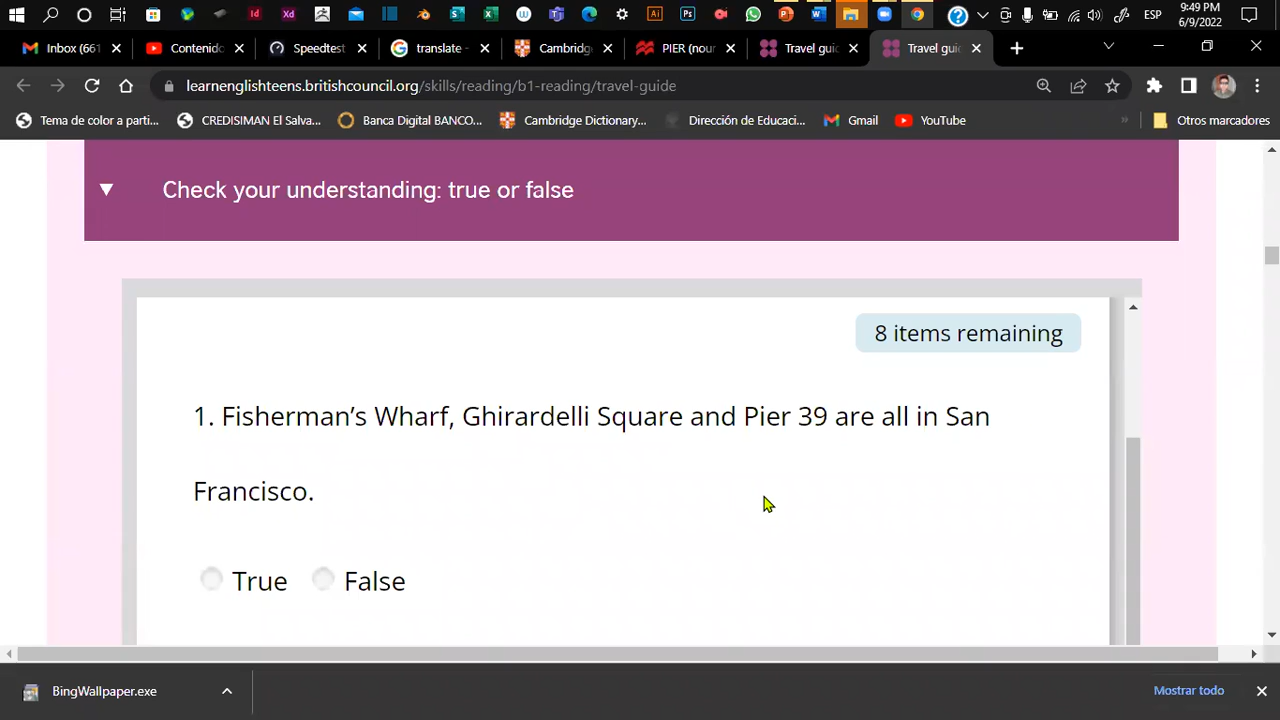 9:49 PM
ESP
6/9/2022
Inbox (661
Contenido
Speedtest
translate -
Cambridg
PIER (nour
Travel guid
Travel guid
learnenglishteens.britishcouncil.org/skills/reading/b1-reading/travel-guide
Tema de color a parti...
CREDISIMAN El Salva...
Banca Digital BANCO...
Cambridge Dictionary...
Dirección de Educaci...
Gmail
YouTube
»
Otros marcadores
Check your understanding: true or false
8 items remaining
1. Fisherman’s Wharf, Ghirardelli Square and Pier 39 are all in San
Francisco.
True False
BingWallpaper.exe
Mostrar todo